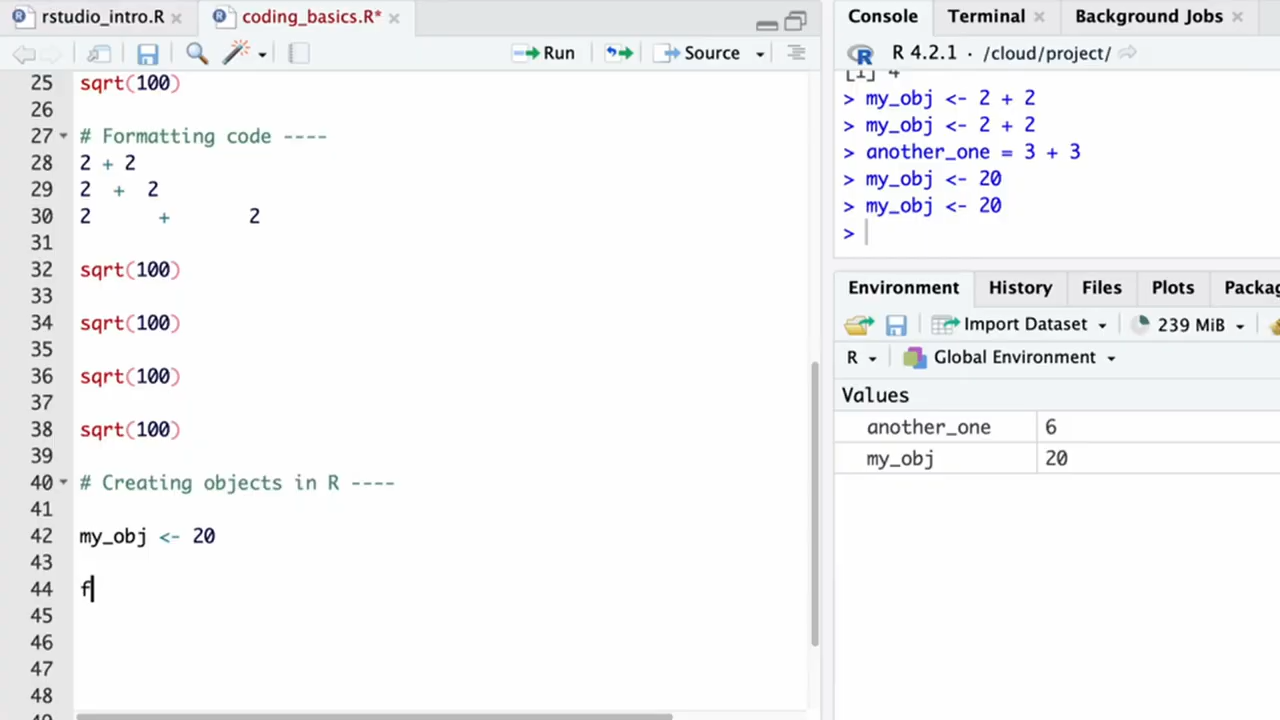 rstudio_intro.R
coding_basics.R*
Run
Source
25 sqrt(100)
26
27 # Formatting code ----
28 2 + 2
29 2  +  2
30 2      +       2
31
32 sqrt(100)
33
34 sqrt(100)
35
36 sqrt(100)
37
38 sqrt(100)
39
40 # Creating objects in R ----
41
42 my_obj <- 20
43
44 f
45
46
47
48
Console Terminal Background Jobs
R 4.2.1 · /cloud/project/
[1] 4
> my_obj <- 2 + 2
> my_obj <- 2 + 2
> another_one = 3 + 3
> my_obj <- 20
> my_obj <- 20
>
Environment History Files Plots Packag
Import Dataset 239 MiB
R Global Environment
Values
another_one 6
my_obj 20